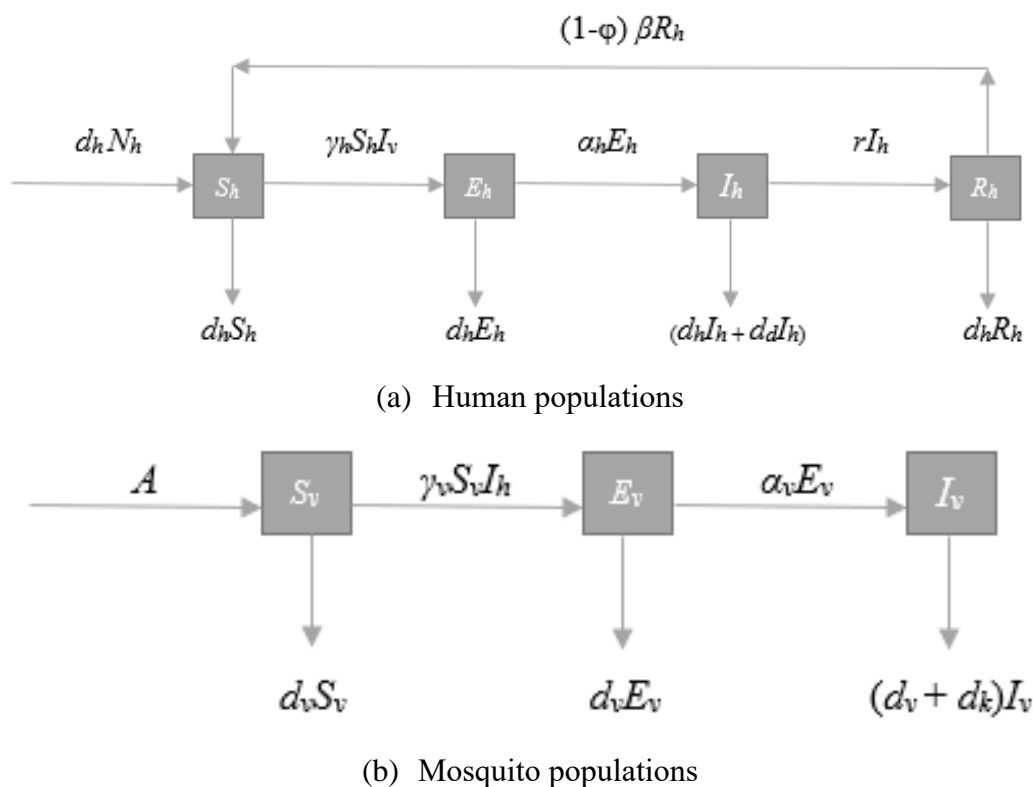 (1-φ) βRₕ
dₕNₕ γₕSₕIᵥ αₕEₕ rIₕ
Sₕ Eₕ Iₕ Rₕ
dₕSₕ dₕEₕ (dₕIₕ + d_dIₕ) dₕRₕ
(a) Human populations
A γᵥSᵥIₕ αᵥEᵥ
Sᵥ Eᵥ Iᵥ
dᵥSᵥ dᵥEᵥ (dᵥ + dₖ)Iᵥ
(b) Mosquito populations